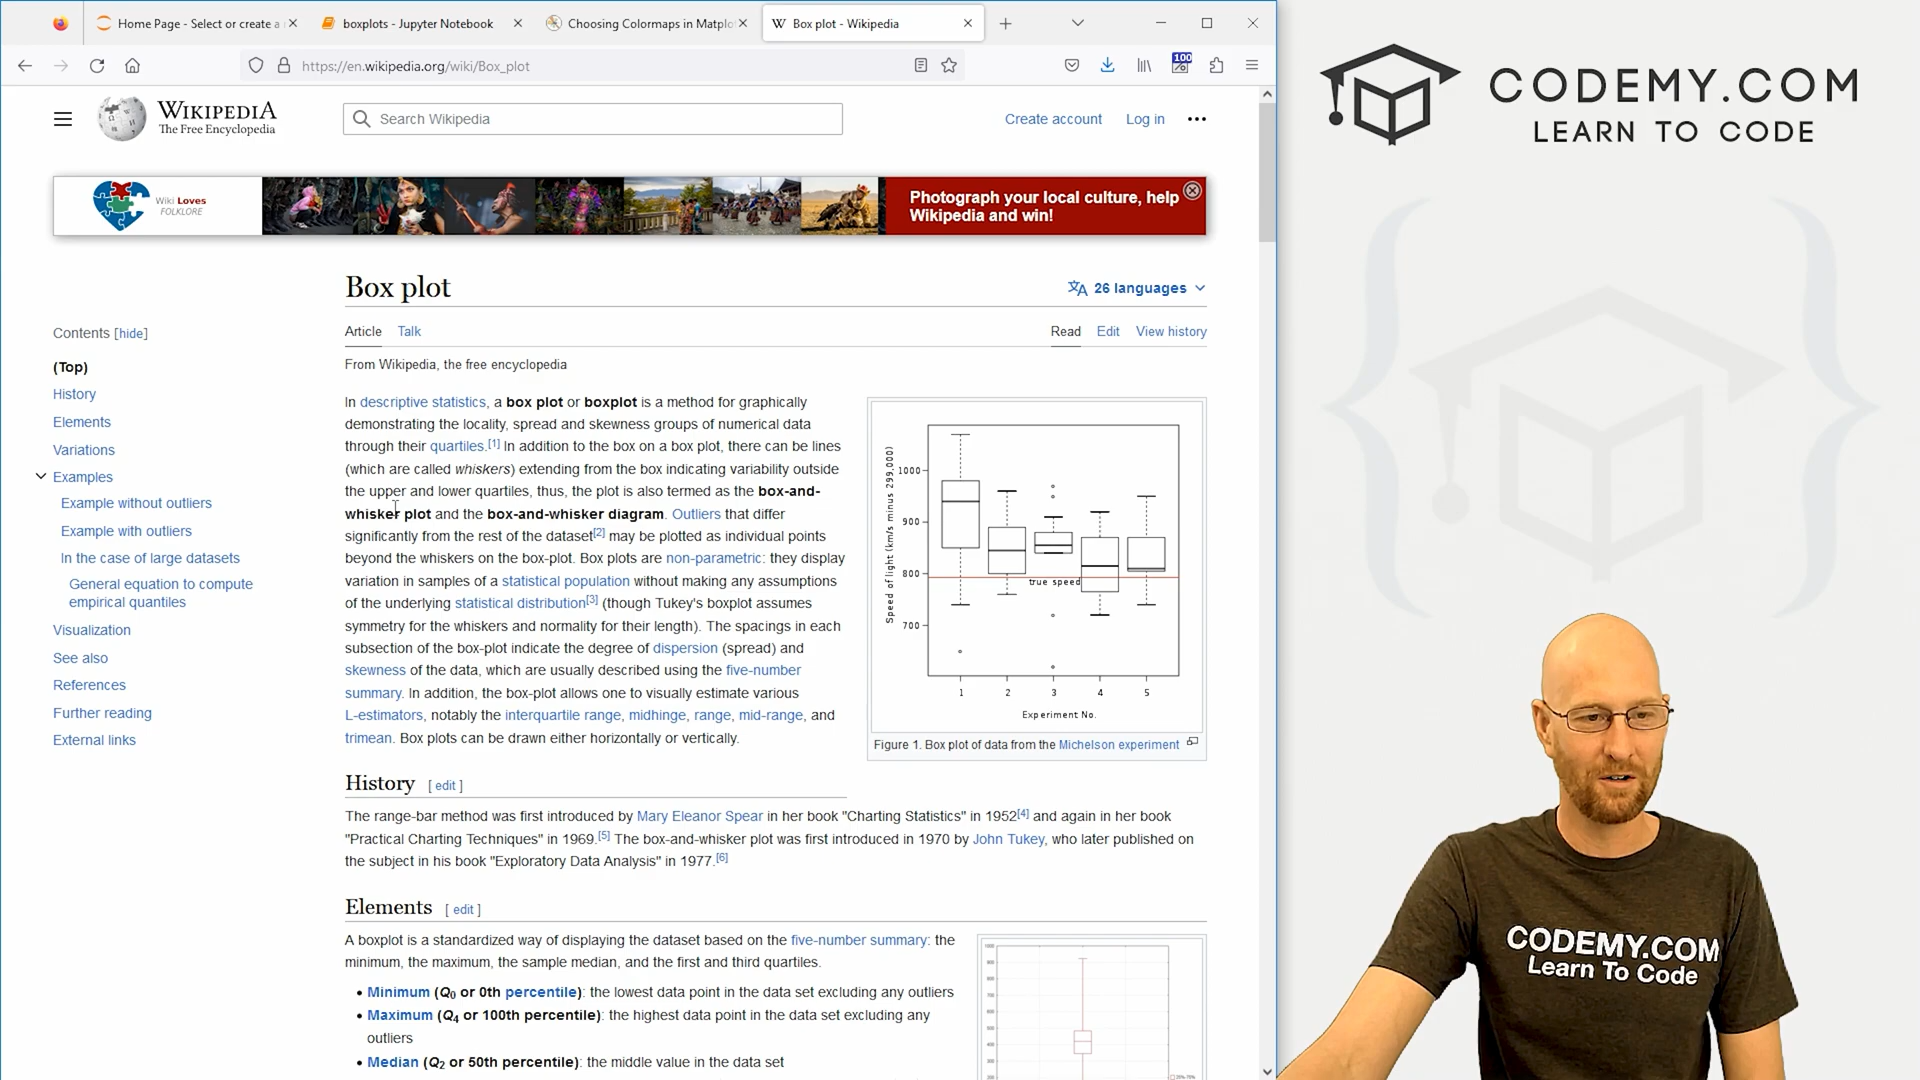 Home Page - Select or create a
boxplots - Jupyter Notebook
Choosing Colormaps in Matplo
W Box plot - Wikipedia
https://en.wikipedia.org/wiki/Box_plot
100
WIKIPEDIA
The Free Encyclopedia
Search Wikipedia
Create account
Log in
Wiki Loves
FOLKLORE
Photograph your local culture, help
Wikipedia and win!
Box plot
26 languages
Contents [hide]
(Top)
History
Elements
Variations
Examples
Example without outliers
Example with outliers
In the case of large datasets
General equation to compute
empirical quantiles
Visualization
See also
References
Further reading
External links
Article
Talk
Read
Edit
View history
From Wikipedia, the free encyclopedia
In descriptive statistics, a box plot or boxplot is a method for graphically
demonstrating the locality, spread and skewness groups of numerical data
through their quartiles.[1] In addition to the box on a box plot, there can be lines
(which are called whiskers) extending from the box indicating variability outside
the upper and lower quartiles, thus, the plot is also termed as the box-and-
whisker plot and the box-and-whisker diagram. Outliers that differ
significantly from the rest of the dataset[2] may be plotted as individual points
beyond the whiskers on the box-plot. Box plots are non-parametric: they display
variation in samples of a statistical population without making any assumptions
of the underlying statistical distribution[3] (though Tukey's boxplot assumes
symmetry for the whiskers and normality for their length). The spacings in each
subsection of the box-plot indicate the degree of dispersion (spread) and
skewness of the data, which are usually described using the five-number
summary. In addition, the box-plot allows one to visually estimate various
L-estimators, notably the interquartile range, midhinge, range, mid-range, and
trimean. Box plots can be drawn either horizontally or vertically.
Speed of light (km/s minus 299,000)
1000
900
800
700
true speed
1 2 3 4 5
Experiment No.
Figure 1. Box plot of data from the Michelson experiment
History [ edit ]
The range-bar method was first introduced by Mary Eleanor Spear in her book "Charting Statistics" in 1952[4] and again in her book
"Practical Charting Techniques" in 1969.[5] The box-and-whisker plot was first introduced in 1970 by John Tukey, who later published on
the subject in his book "Exploratory Data Analysis" in 1977.[6]
Elements [ edit ]
A boxplot is a standardized way of displaying the dataset based on the five-number summary: the
minimum, the maximum, the sample median, and the first and third quartiles.
• Minimum (Q0 or 0th percentile): the lowest data point in the data set excluding any outliers
• Maximum (Q4 or 100th percentile): the highest data point in the data set excluding any
outliers
• Median (Q2 or 50th percentile): the middle value in the data set
CODEMY.COM
LEARN TO CODE
CODEMY.COM
Learn To Code